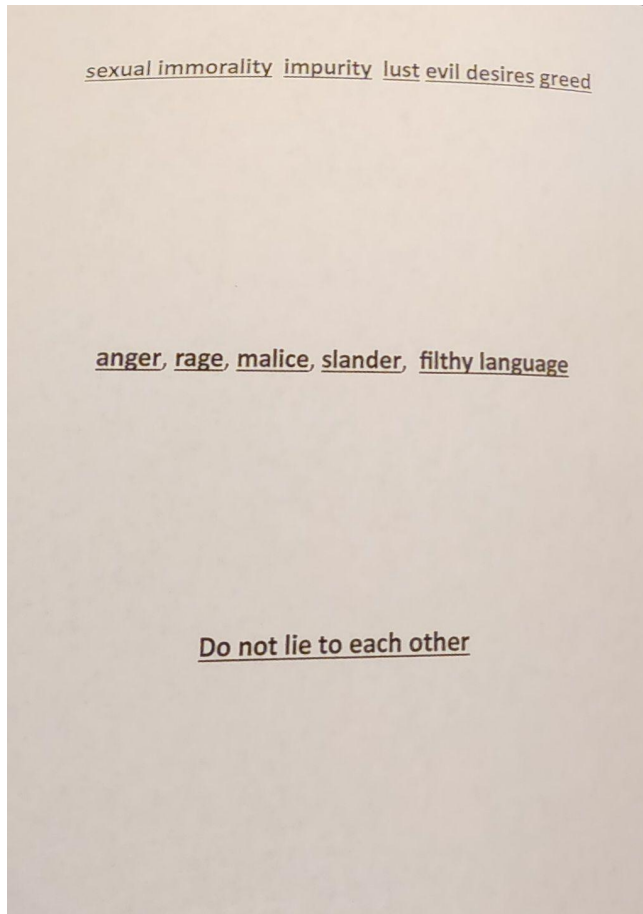 sexual immorality impurity lust evil desires greed
anger, rage, malice, slander, filthy language
Do not lie to each other